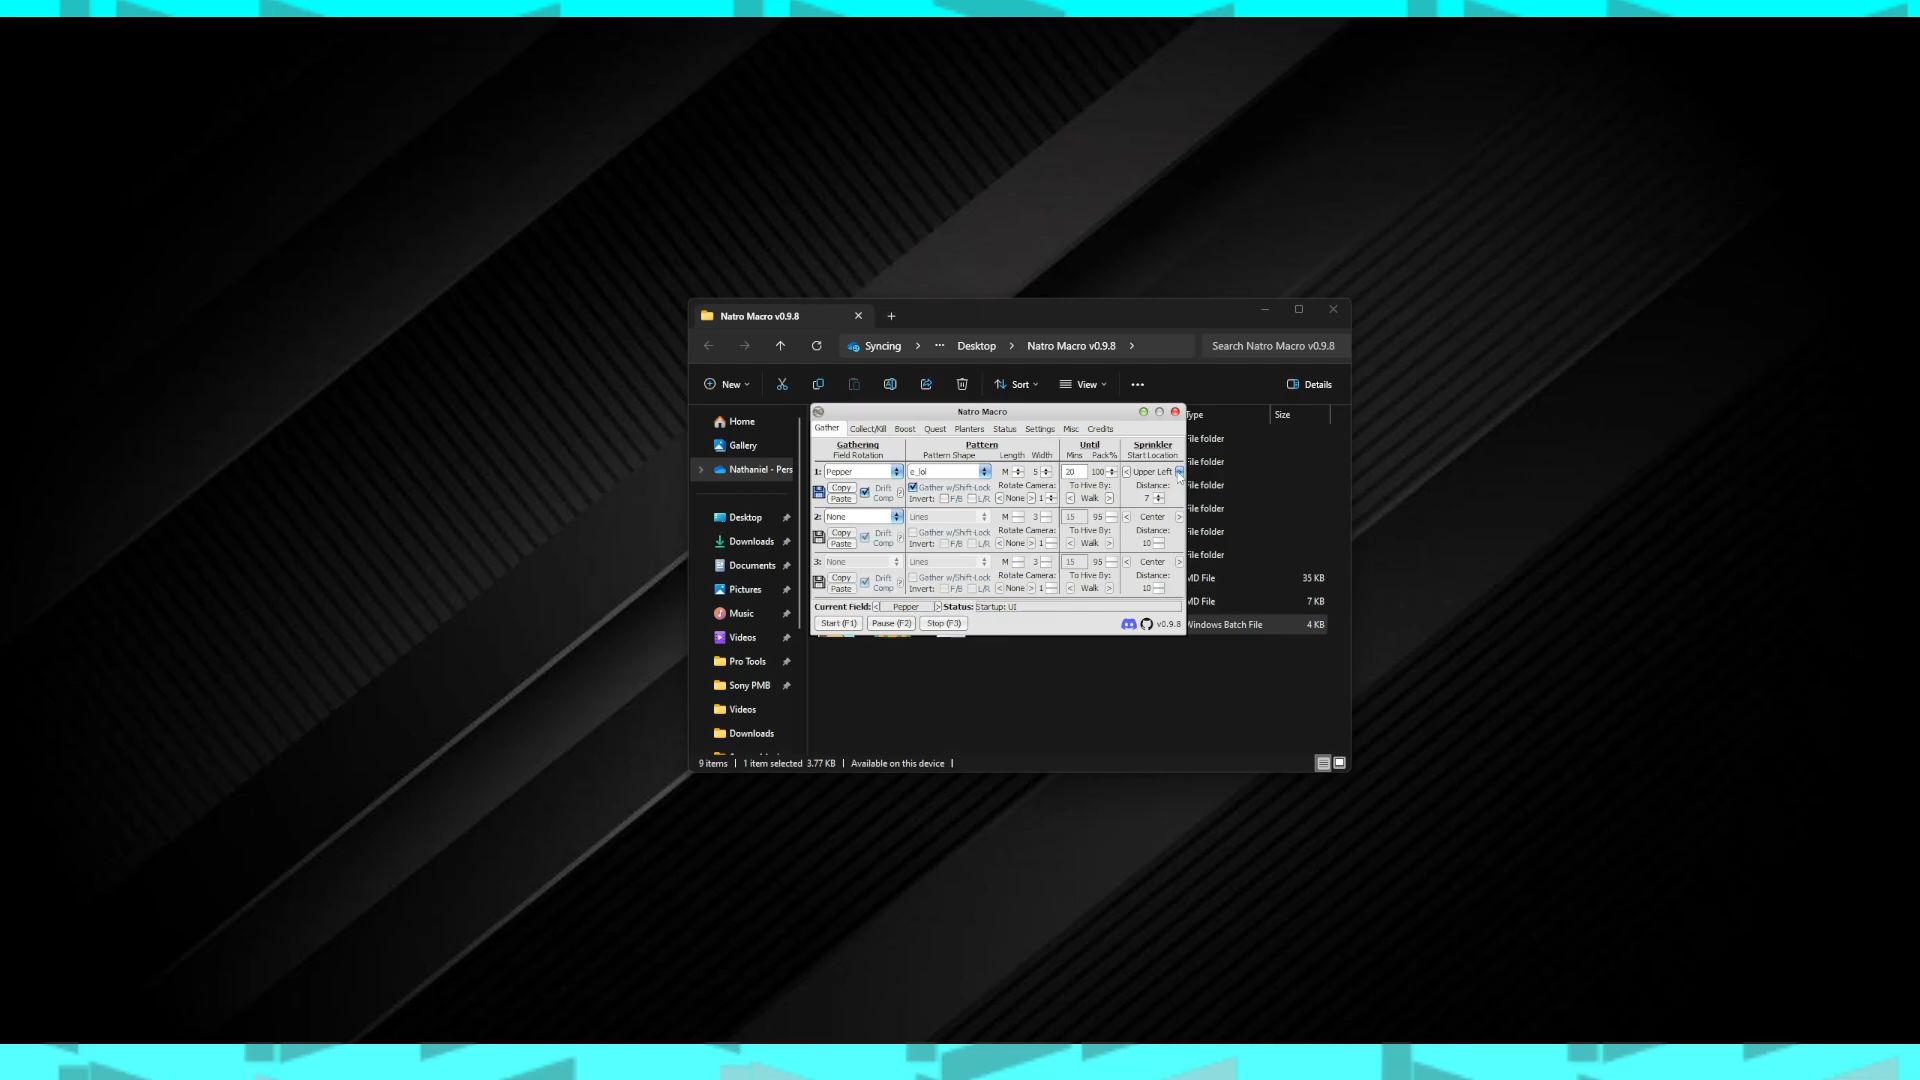 Natro Macro v0.9.8
Syncing > ... Desktop > Natro Macro v0.9.8 >
Search Natro Macro v0.9.8
New
Sort
View
...
Details
Home
Gallery
Nathaniel - Pers
Desktop
Downloads
Documents
Pictures
Music
Videos
Pro Tools
Sony PMB
Videos
Downloads
Type
Size
File folder
File folder
File folder
File folder
File folder
File folder
MD File 35 KB
MD File 7 KB
Windows Batch File 4 KB
Natro Macro
Gather Collect/Kill Boost Quest Planters Status Settings Misc Credits
Gathering Pattern Until Sprinkler
Field Rotation Pattern Shape Length Width Mins Pack% Start Location
1: Pepper e_lol M 5 20 100 < Upper Left >
Copy Drift ? Gather w/Shift-Lock Rotate Camera: To Hive By: Distance:
Paste Comp Invert: F/B L/R < None > 1 < Walk > 7
2: None Lines M 3 15 95 < Center >
Copy Drift ? Gather w/Shift-Lock Rotate Camera: To Hive By: Distance:
Paste Comp Invert: F/B L/R < None > 1 < Walk > 10
3: None Lines M 3 15 95 < Center >
Copy Drift ? Gather w/Shift-Lock Rotate Camera: To Hive By: Distance:
Paste Comp Invert: F/B L/R < None > 1 < Walk > 10
Current Field: < Pepper > Status: Startup: UI
Start (F1) Pause (F2) Stop (F3) v0.9.8
9 items | 1 item selected 3.77 KB | Available on this device |